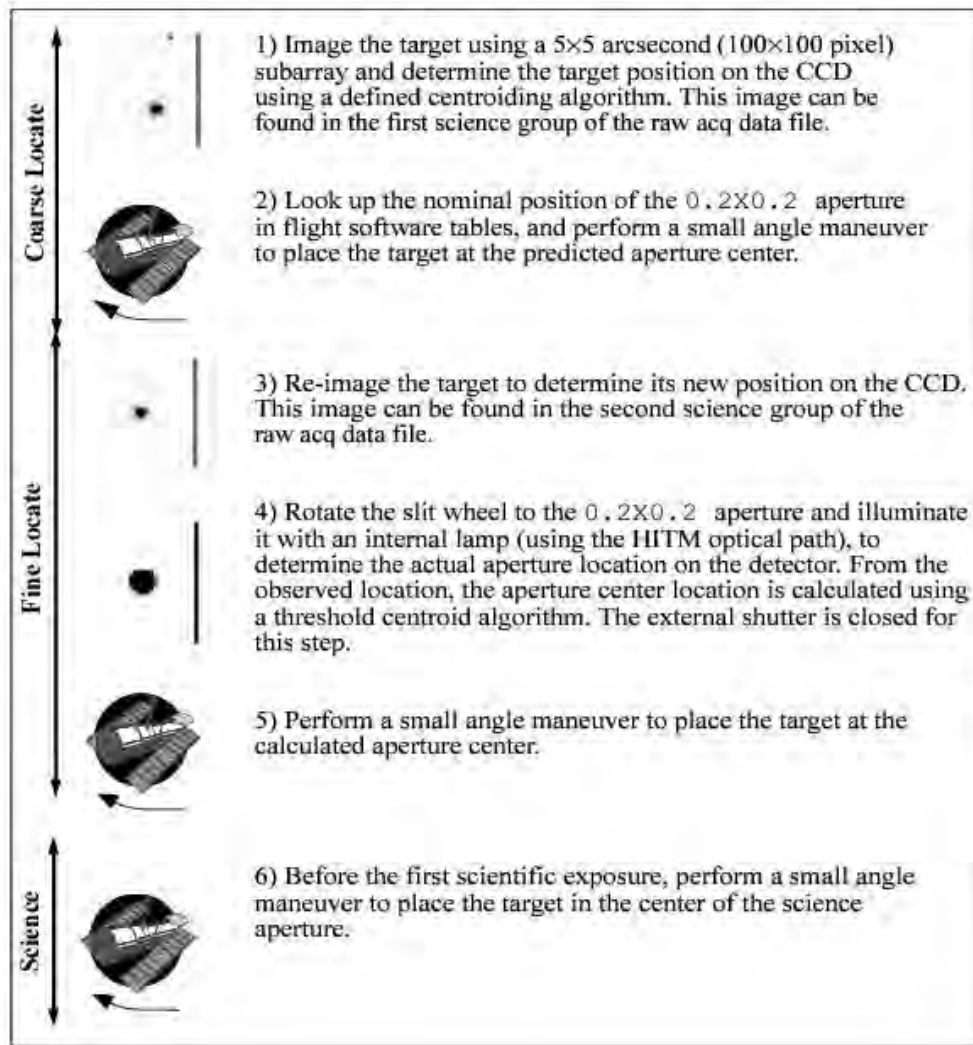 Coarse Locate
1) Image the target using a 5×5 arcsecond (100×100 pixel)
subarray and determine the target position on the CCD
using a defined centroiding algorithm. This image can be
found in the first science group of the raw acq data file.
2) Look up the nominal position of the 0.2X0.2 aperture
in flight software tables, and perform a small angle maneuver
to place the target at the predicted aperture center.
Fine Locate
3) Re-image the target to determine its new position on the CCD.
This image can be found in the second science group of the
raw acq data file.
4) Rotate the slit wheel to the 0.2X0.2 aperture and illuminate
it with an internal lamp (using the HITM optical path), to
determine the actual aperture location on the detector. From the
observed location, the aperture center location is calculated using
a threshold centroid algorithm. The external shutter is closed for
this step.
5) Perform a small angle maneuver to place the target at the
calculated aperture center.
Science
6) Before the first scientific exposure, perform a small angle
maneuver to place the target in the center of the science
aperture.